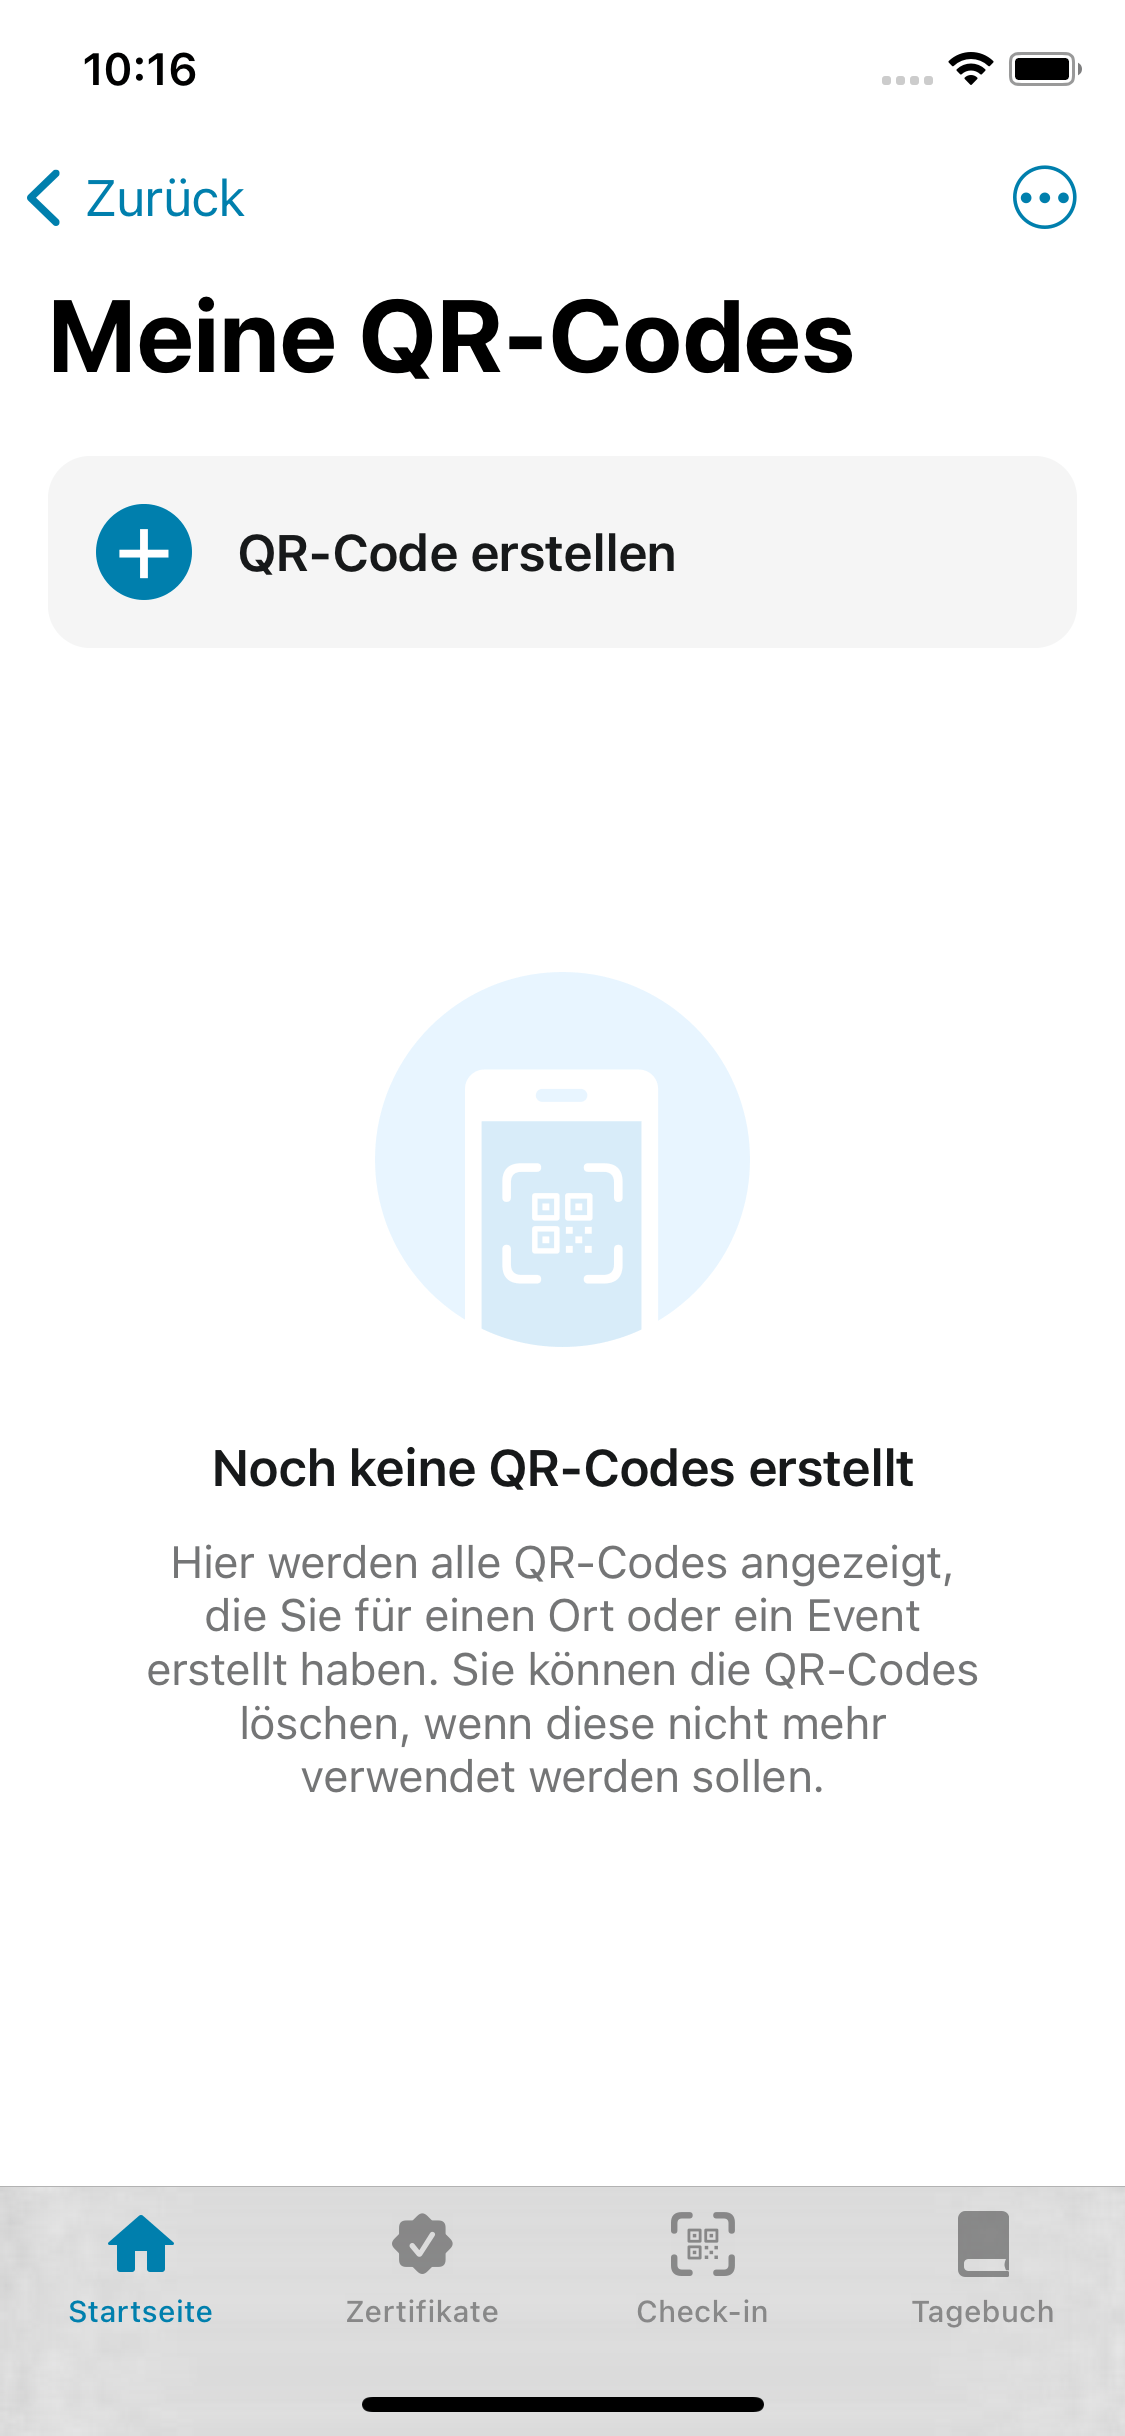 10:16
Zurück
Meine QR-Codes
QR-Code erstellen
Noch keine QR-Codes erstellt
Hier werden alle QR-Codes angezeigt,
die Sie für einen Ort oder ein Event
erstellt haben. Sie können die QR-Codes
löschen, wenn diese nicht mehr
verwendet werden sollen.
Startseite
Zertifikate
Check-in
Tagebuch